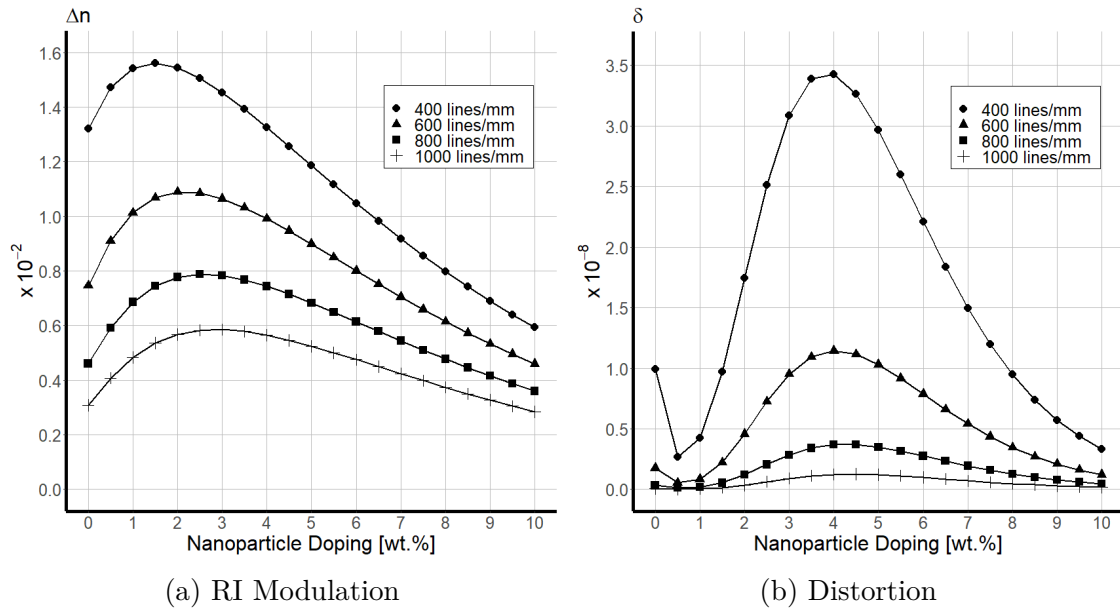 Δn
1.6
1.4
1.2
1.0
0.8
0.6
0.4
0.2
0.0
x 10⁻²
400 lines/mm
600 lines/mm
800 lines/mm
1000 lines/mm
0 1 2 3 4 5 6 7 8 9 10
Nanoparticle Doping [wt.%]
(a) RI Modulation
δ
3.5
3.0
2.5
2.0
1.5
1.0
0.5
0.0
x 10⁻⁸
400 lines/mm
600 lines/mm
800 lines/mm
1000 lines/mm
0 1 2 3 4 5 6 7 8 9 10
Nanoparticle Doping [wt.%]
(b) Distortion